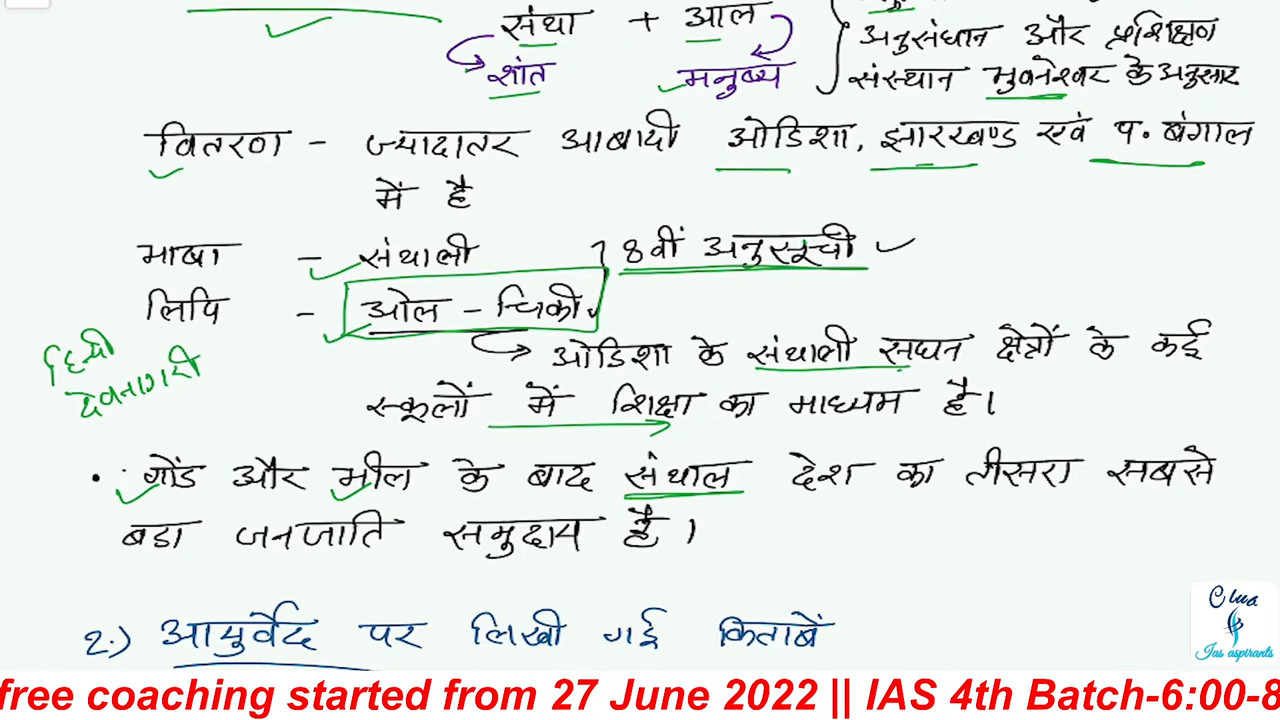 संथा + आल
शांत मनुष्य
अनुसंधान और प्रशिक्षण
संस्थान भुवनेश्वर के अनुसार
वितरण - ज्यादातर आबादी ओडिशा, झारखण्ड एवं प. बंगाल
में है
भाषा - संथाली } 8वीं अनुसूची
लिपि - ओल - चिकी
हिन्दी
देवनागरी
ओडिशा के संथाली सघन क्षेत्रों के कई
स्कूलों में शिक्षा का माध्यम है।
• गोंड और भील के बाद संथाल देश का तीसरा सबसे
बडा जनजाति समुदाय है।
2.) आयुर्वेद पर लिखी गई किताबें
Ias aspirants
free coaching started from 27 June 2022 || IAS 4th Batch-6:00-8